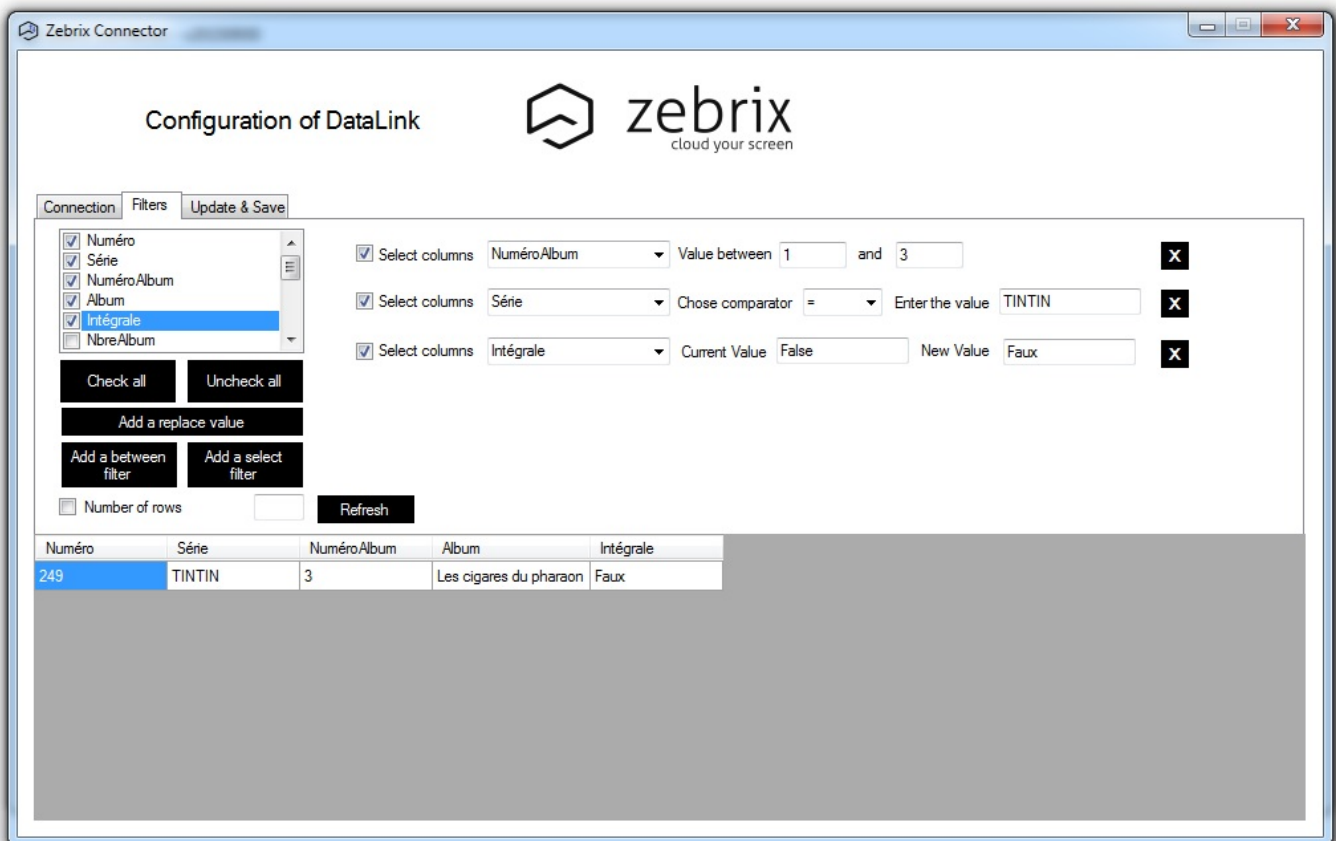 Zebrix Connector
Configuration of DataLink
zebrix
cloud your screen
Connection Filters Update & Save
Numéro
Série
NuméroAlbum
Album
Intégrale
NbreAlbum
Select columns NuméroAlbum Value between 1 and 3 X
Select columns Série Chose comparator = Enter the value TINTIN X
Select columns Intégrale Current Value False New Value Faux X
Check all Uncheck all
Add a replace value
Add a between filter
Add a select filter
Number of rows Refresh
Numéro Série NuméroAlbum Album Intégrale
249 TINTIN 3 Les cigares du pharaon Faux